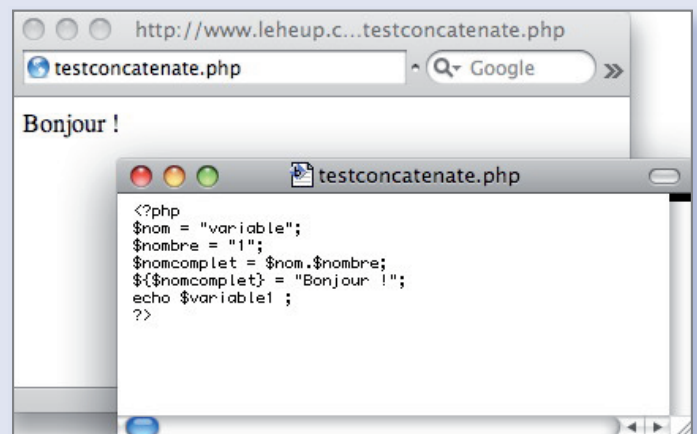 http://www.leheup.c...testconcatenate.php
testconcatenate.php
Google
Bonjour !
testconcatenate.php
<?php
$nom = "variable";
$nombre = "1";
$nomcomplet = $nom.$nombre;
${$nomcomplet} = "Bonjour !";
echo $variable1 ;
?>